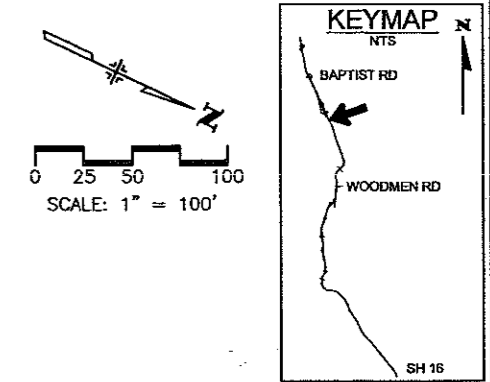 N
0 25 50 100
SCALE: 1" = 100'
KEYMAP
NTS
N
BAPTIST RD
WOODMEN RD
SH 16